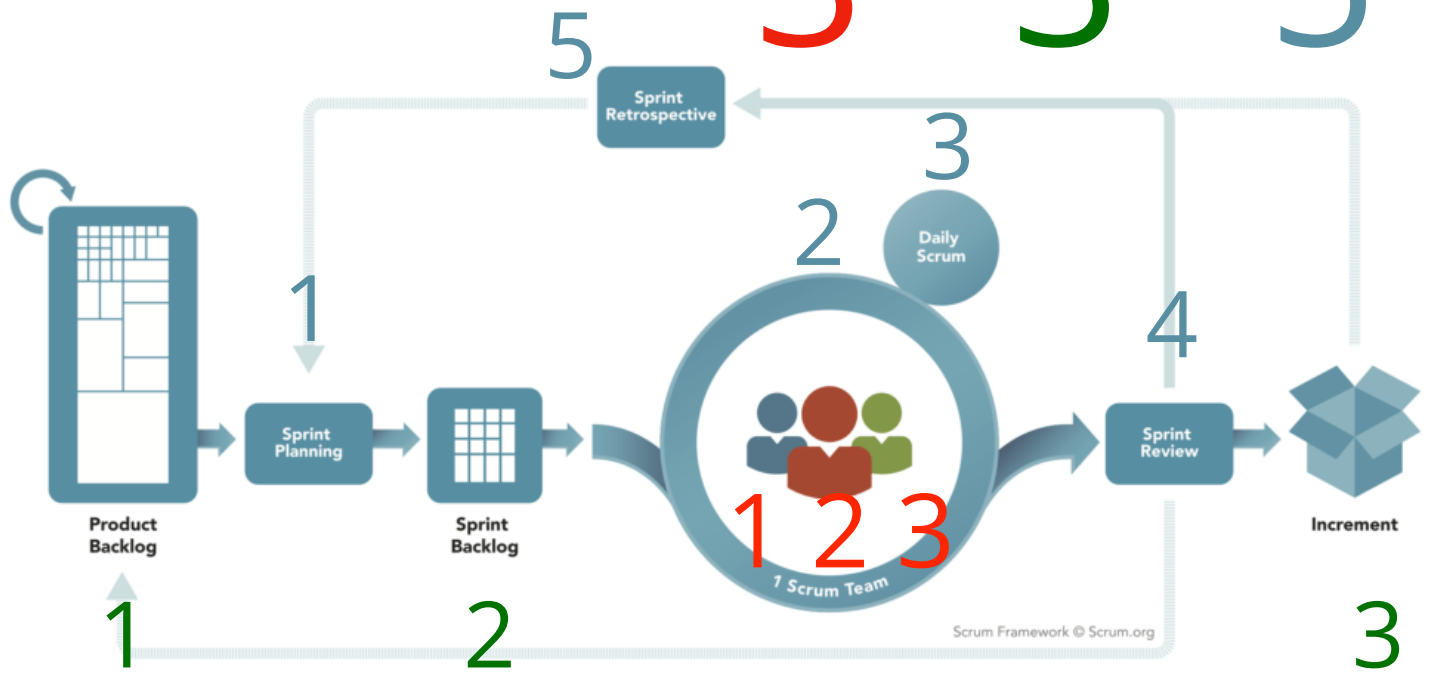 5
Sprint
Retrospective
3
Daily
Scrum
2
1
4
Sprint
Planning
Sprint
Review
Product
Backlog
Sprint
Backlog
1 2 3
1 Scrum Team
Increment
Scrum Framework © Scrum.org
1
2
3